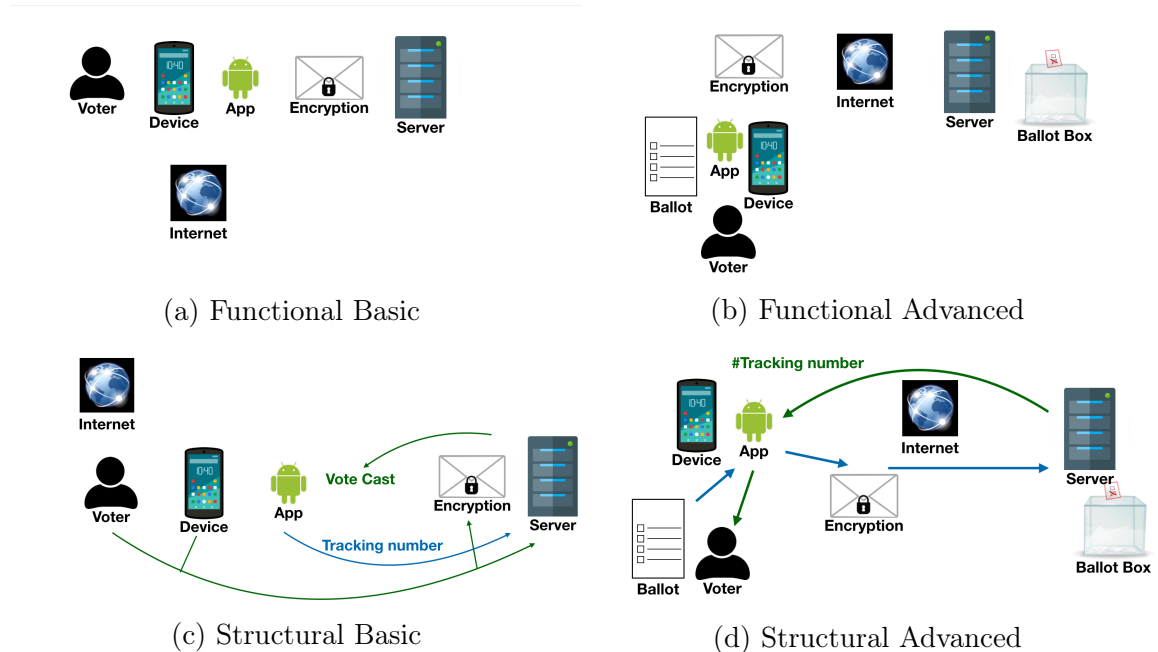 Voter
Device
App
Encryption
Server
Internet
(a) Functional Basic
Encryption
Internet
Server
Ballot Box
Ballot
App
Device
Voter
(b) Functional Advanced
Internet
Voter
Device
App
Vote Cast
Encryption
Server
Tracking number
(c) Structural Basic
#Tracking number
Device
App
Internet
Server
Encryption
Ballot
Voter
Ballot Box
(d) Structural Advanced